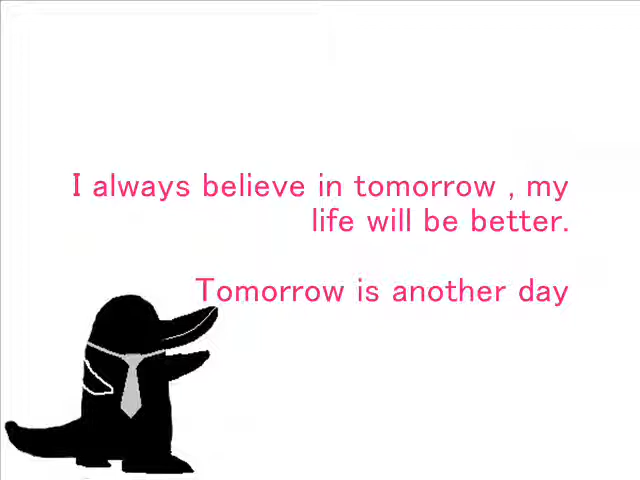 I always believe in tomorrow , my
life will be better.
Tomorrow is another day